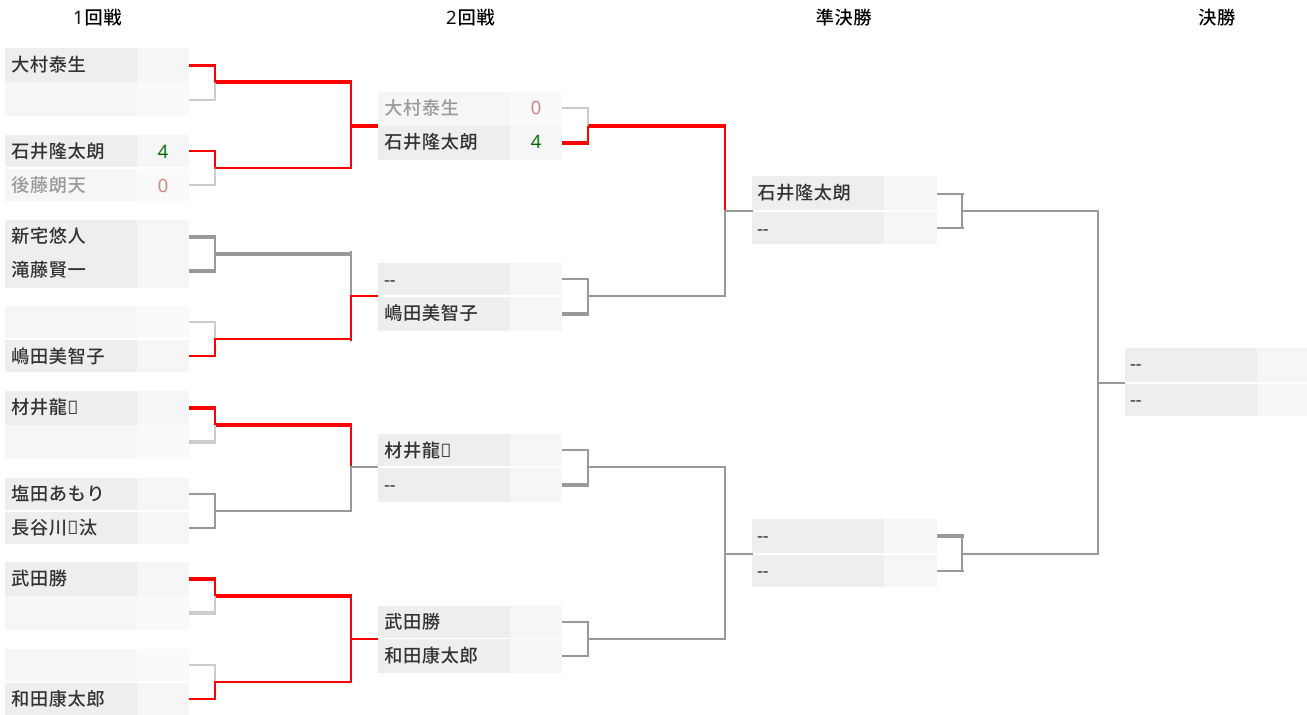 1回戦
2回戦
準決勝
決勝
大村泰生
石井隆太朗 4
後藤朗天 0
新宅悠人
滝藤賢一
嶋田美智子
材井龍
塩田あもり
長谷川汰
武田勝
和田康太郎
大村泰生 0
石井隆太朗 4
--
嶋田美智子
材井龍
--
武田勝
和田康太郎
石井隆太朗
--
--
--
--
--